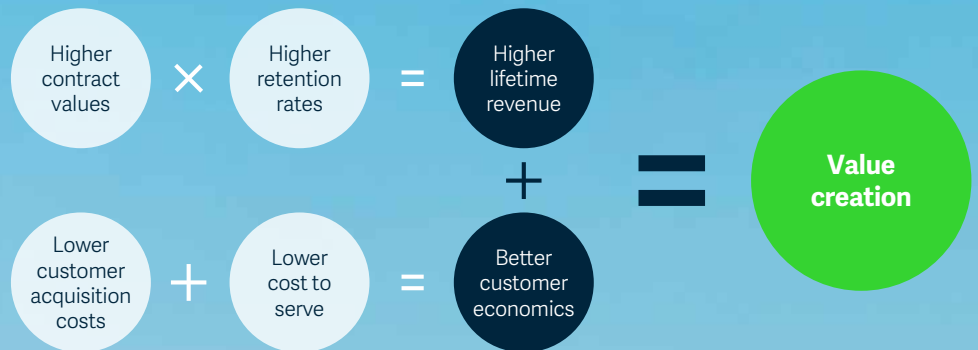 Higher
contract
values
×
Higher
retention
rates
=
Higher
lifetime
revenue
+
Lower
customer
acquisition
costs
+
Lower
cost to
serve
=
Better
customer
economics
=
Value
creation